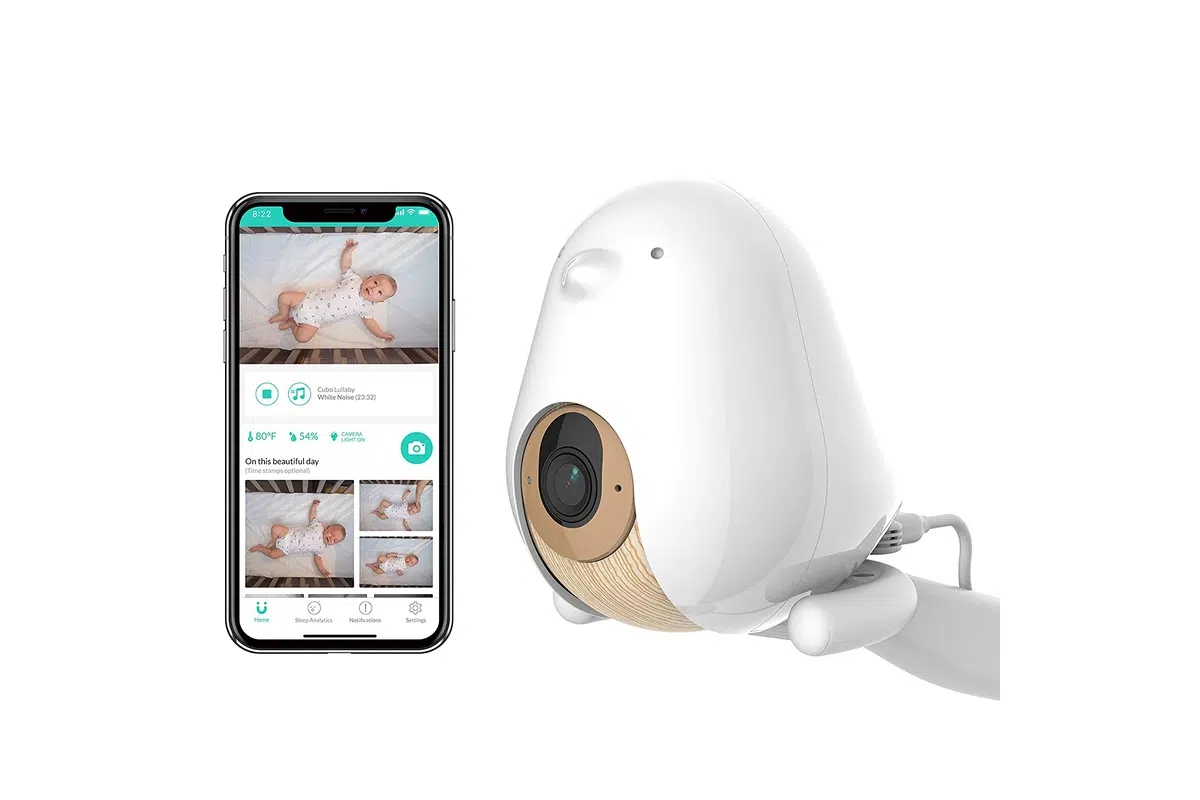 8:22
Cubo Lullaby
White Noise (23:32)
80°F
54%
CAMERA
LIGHT ON
On this beautiful day
(Time stamps optional)
Home
Sleep Analytics
Notifications
Settings